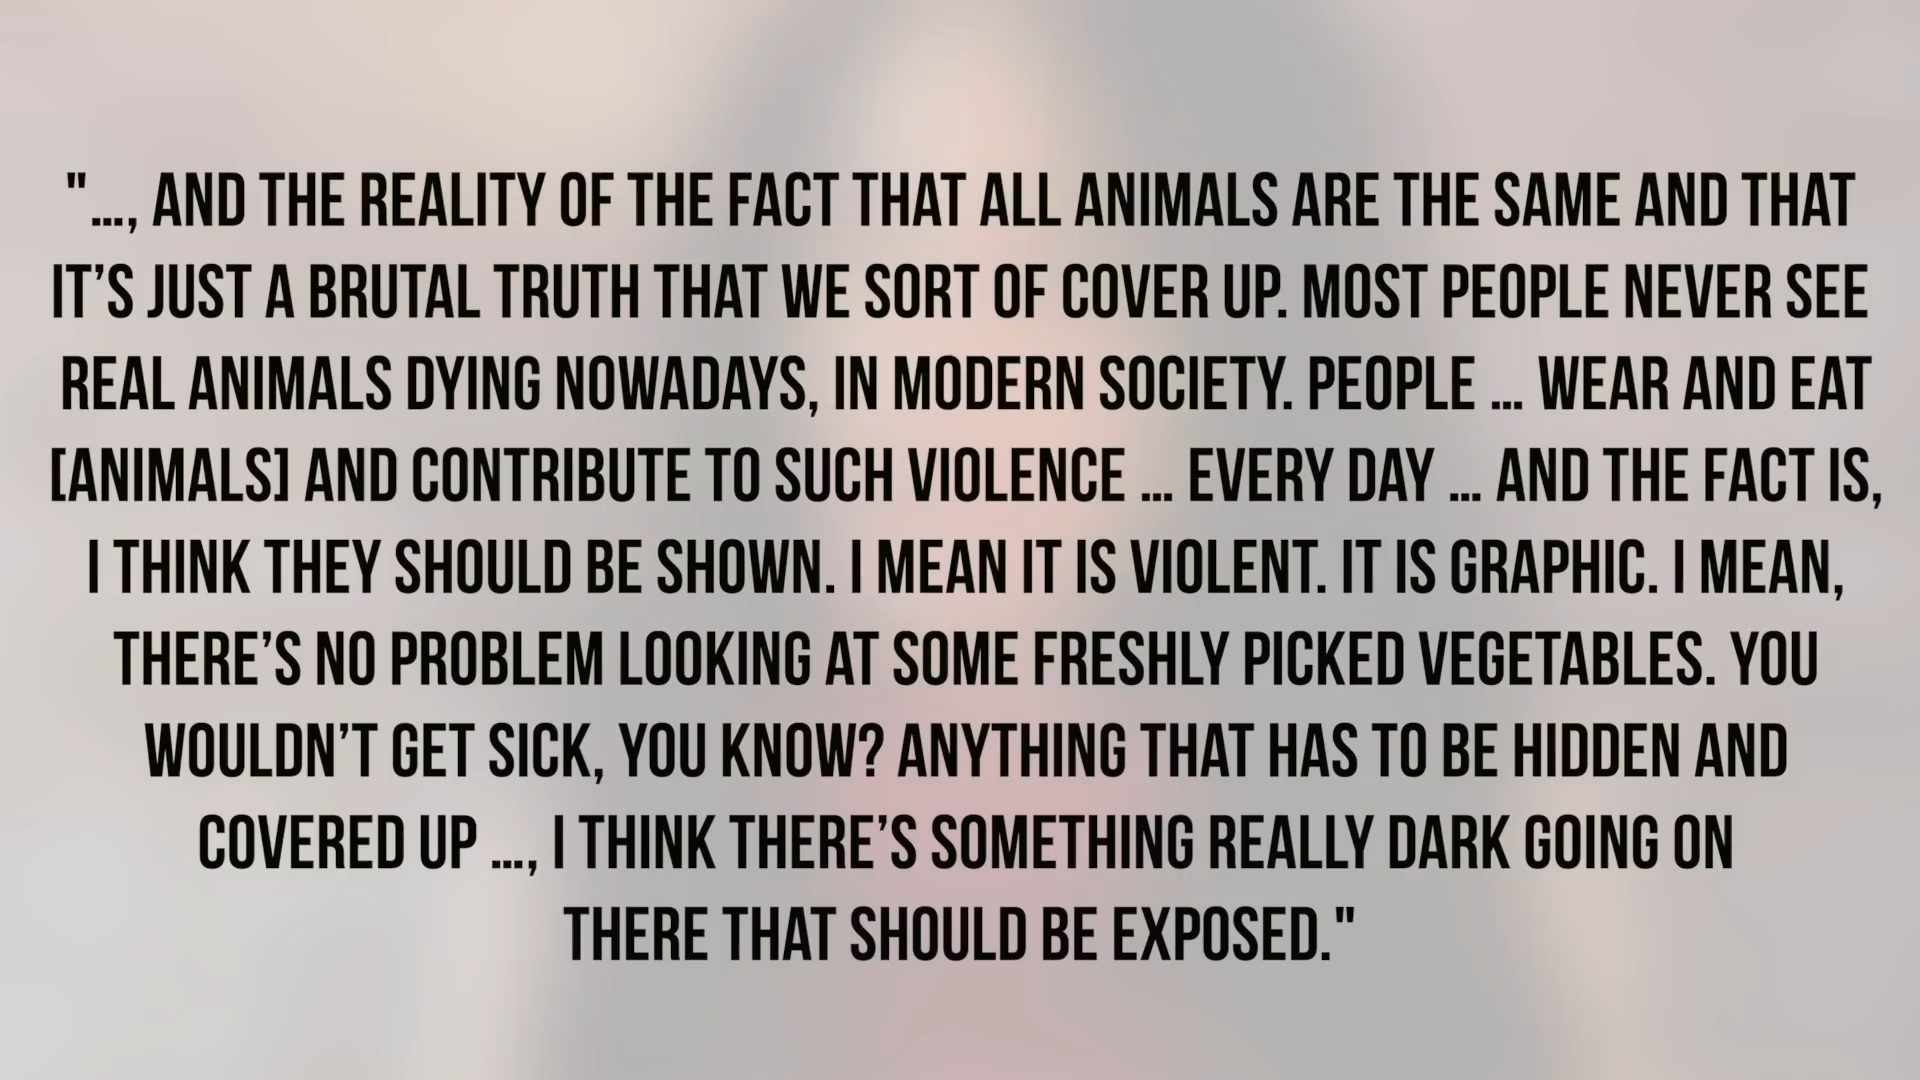 "..., AND THE REALITY OF THE FACT THAT ALL ANIMALS ARE THE SAME AND THAT
IT’S JUST A BRUTAL TRUTH THAT WE SORT OF COVER UP. MOST PEOPLE NEVER SEE
REAL ANIMALS DYING NOWADAYS, IN MODERN SOCIETY. PEOPLE ... WEAR AND EAT
[ANIMALS] AND CONTRIBUTE TO SUCH VIOLENCE ... EVERY DAY ... AND THE FACT IS,
I THINK THEY SHOULD BE SHOWN. I MEAN IT IS VIOLENT. IT IS GRAPHIC. I MEAN,
THERE’S NO PROBLEM LOOKING AT SOME FRESHLY PICKED VEGETABLES. YOU
WOULDN’T GET SICK, YOU KNOW? ANYTHING THAT HAS TO BE HIDDEN AND
COVERED UP ..., I THINK THERE’S SOMETHING REALLY DARK GOING ON
THERE THAT SHOULD BE EXPOSED."